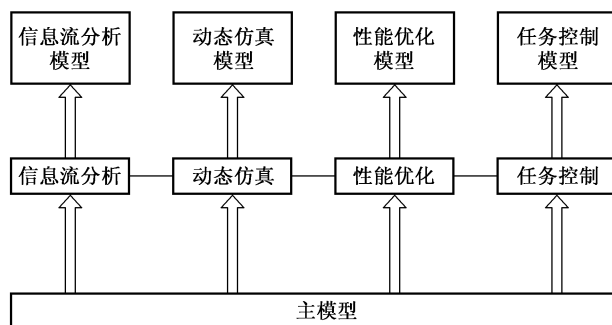 信息流分析
模型
动态仿真
模型
性能优化
模型
任务控制
模型
信息流分析
动态仿真
性能优化
任务控制
主模型